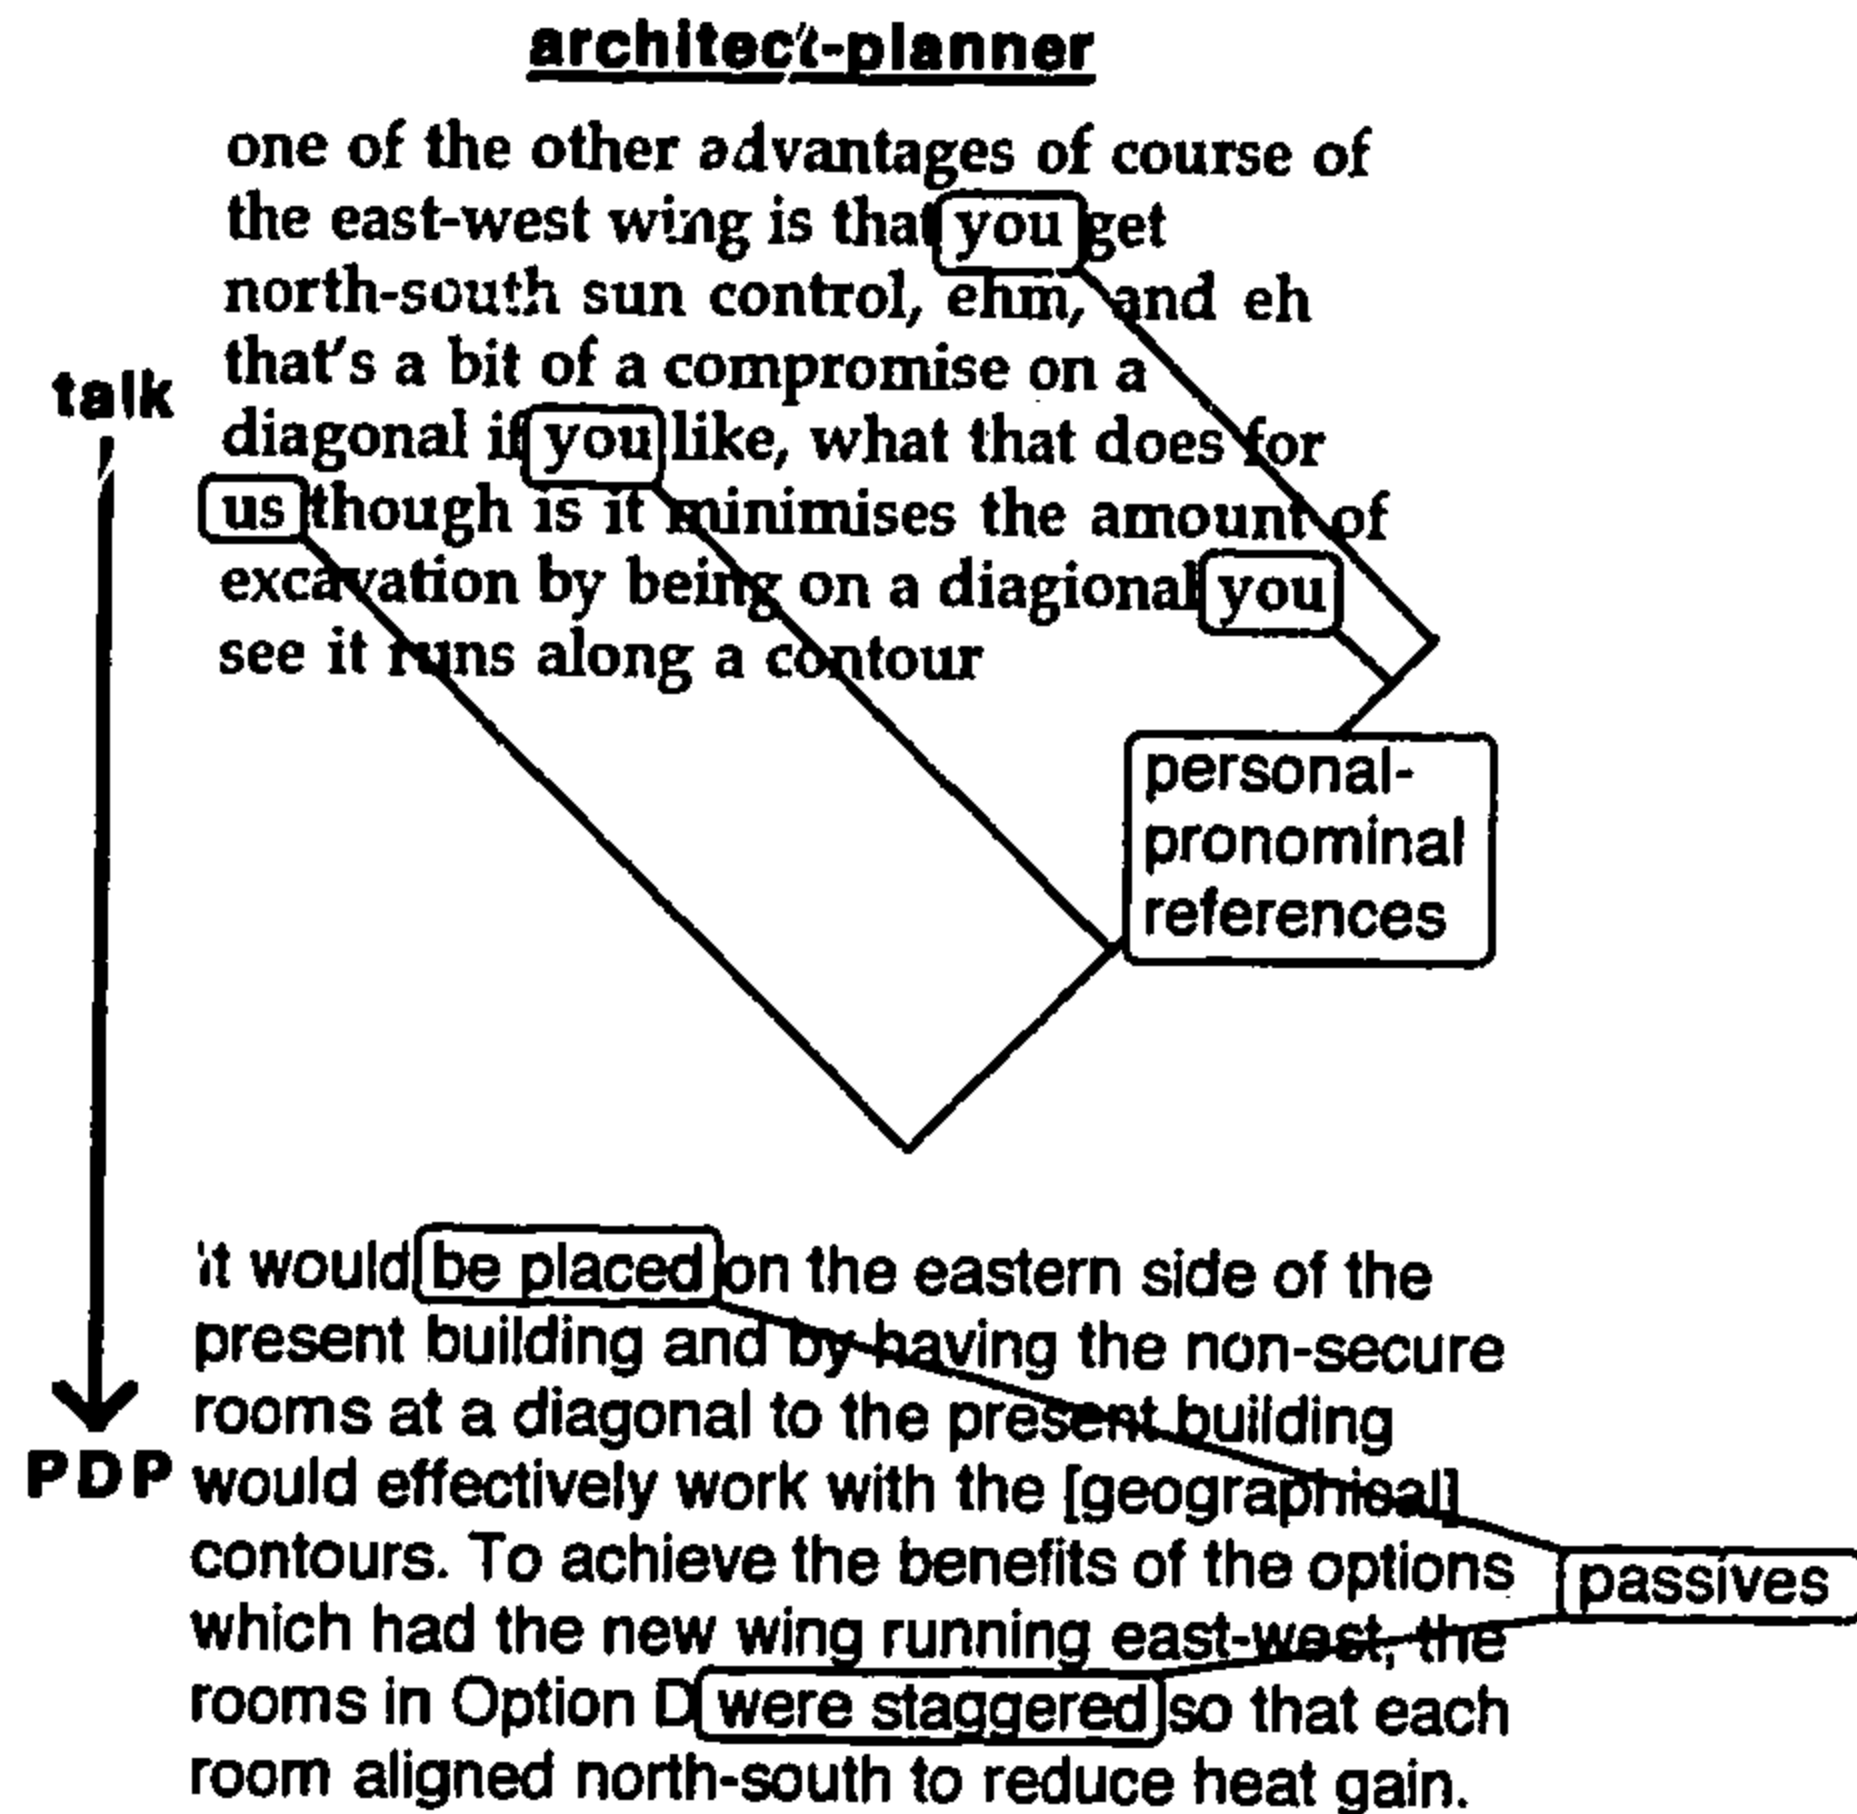 architect-planner
one of the other advantages of course of
the east-west wing is that you get
north-south sun control, ehm, and eh
that's a bit of a compromise on a
talk
diagonal if you like, what that does for
us though is it minimises the amount of
excavation by being on a diagional you
see it runs along a contour
personal-
pronominal
references
it would be placed on the eastern side of the
present building and by having the non-secure
rooms at a diagonal to the present building
PDP
would effectively work with the [geographical]
contours. To achieve the benefits of the options
passives
which had the new wing running east-west, the
rooms in Option D were staggered so that each
room aligned north-south to reduce heat gain.